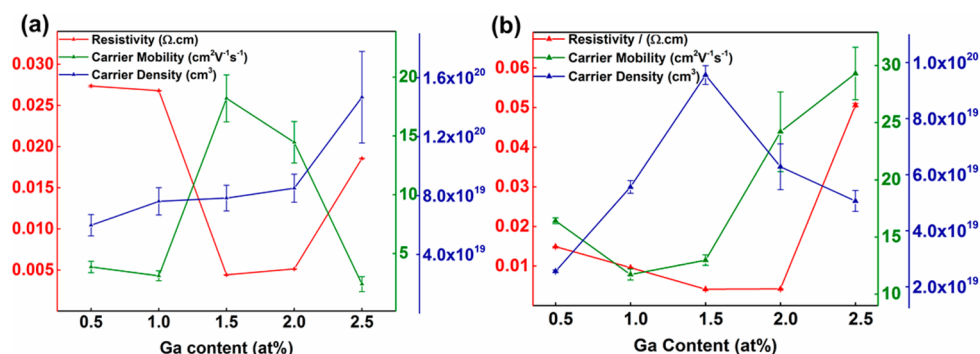 (a)
Resistivity (Ω.cm)
Carrier Mobility (cm²V⁻¹s⁻¹)
Carrier Density (cm³)
0.030
0.025
0.020
0.015
0.010
0.005
20
15
10
5
1.6x10²⁰
1.2x10²⁰
8.0x10¹⁹
4.0x10¹⁹
0.5 1.0 1.5 2.0 2.5
Ga content (at%)
(b)
Resistivity / (Ω.cm)
Carrier Mobility (cm²V⁻¹s⁻¹)
Carrier Density (cm³)
0.06
0.05
0.04
0.03
0.02
0.01
30
25
20
15
10
1.0x10²⁰
8.0x10¹⁹
6.0x10¹⁹
4.0x10¹⁹
2.0x10¹⁹
0.5 1.0 1.5 2.0 2.5
Ga Content (at%)